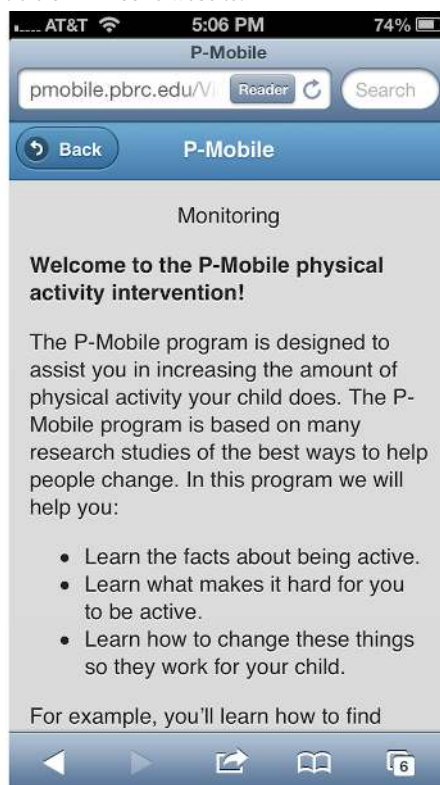 AT&T 5:06 PM 74%
P-Mobile
pmobile.pbrc.edu/Vi Reader Search
Back P-Mobile
Monitoring
Welcome to the P-Mobile physical
activity intervention!
The P-Mobile program is designed to
assist you in increasing the amount of
physical activity your child does. The P-
Mobile program is based on many
research studies of the best ways to help
people change. In this program we will
help you:
• Learn the facts about being active.
• Learn what makes it hard for you
to be active.
• Learn how to change these things
so they work for your child.
For example, you'll learn how to find
6